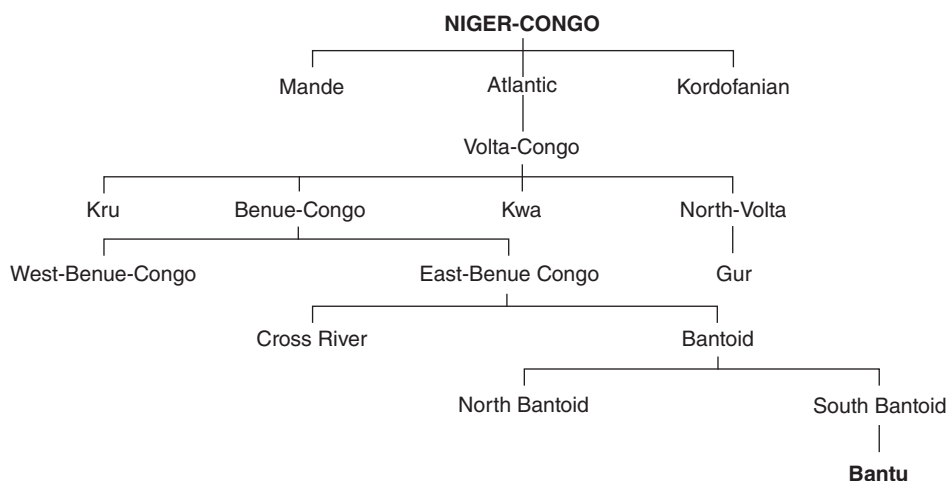 NIGER-CONGO
Mande Atlantic Kordofanian
Volta-Congo
Kru Benue-Congo Kwa North-Volta
West-Benue-Congo East-Benue Congo Gur
Cross River Bantoid
North Bantoid South Bantoid
Bantu